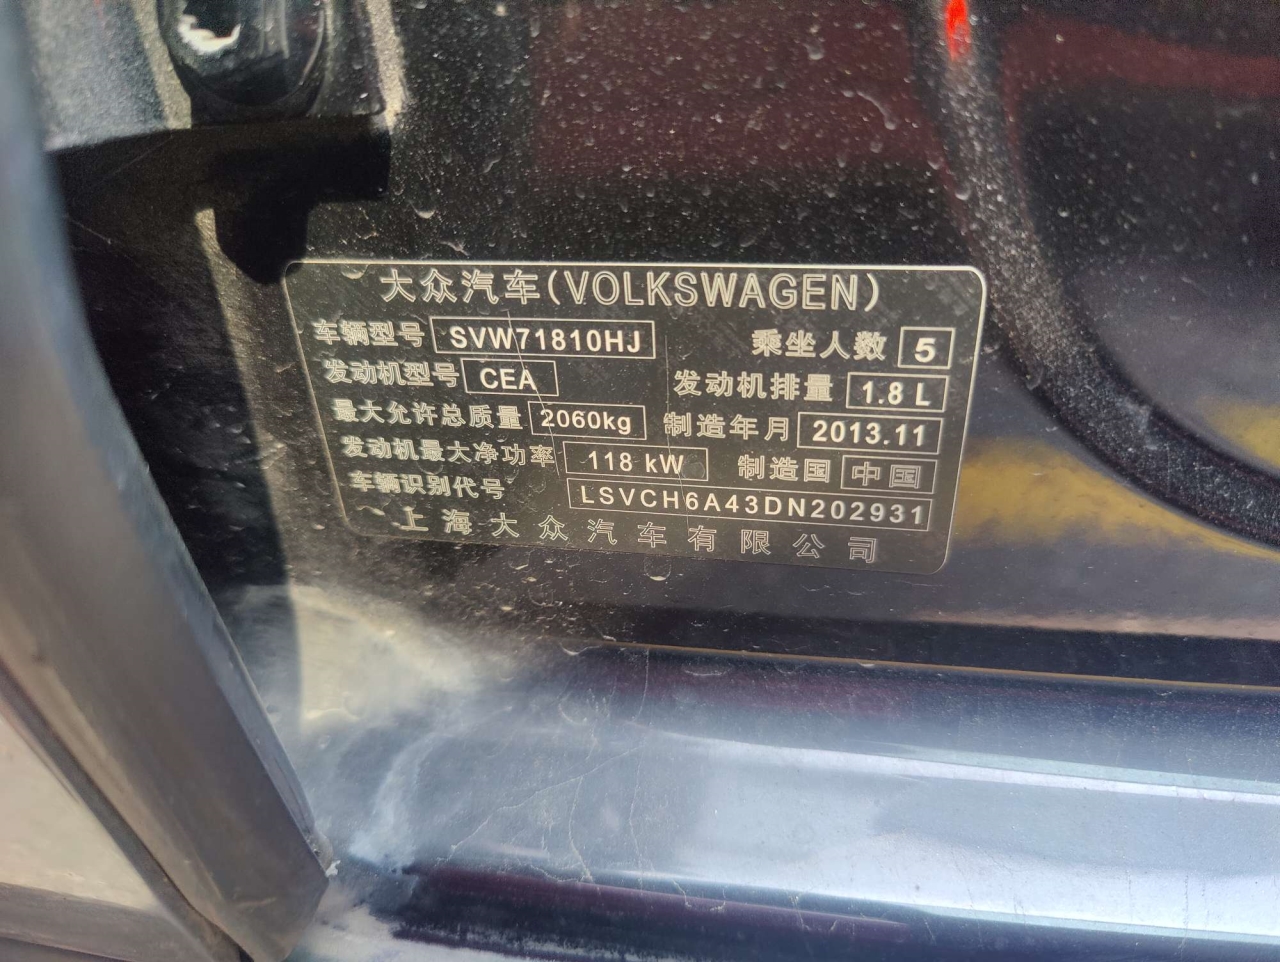 大众汽车(VOLKSWAGEN)
车辆型号 SVW71810HJ 乘坐人数 5
发动机型号 CEA 发动机排量 1.8 L
最大允许总质量 2060kg 制造年月 2013.11
发动机最大净功率 118 kW 制造国 中国
车辆识别代号 LSVCH6A43DN202931
上海大众汽车有限公司